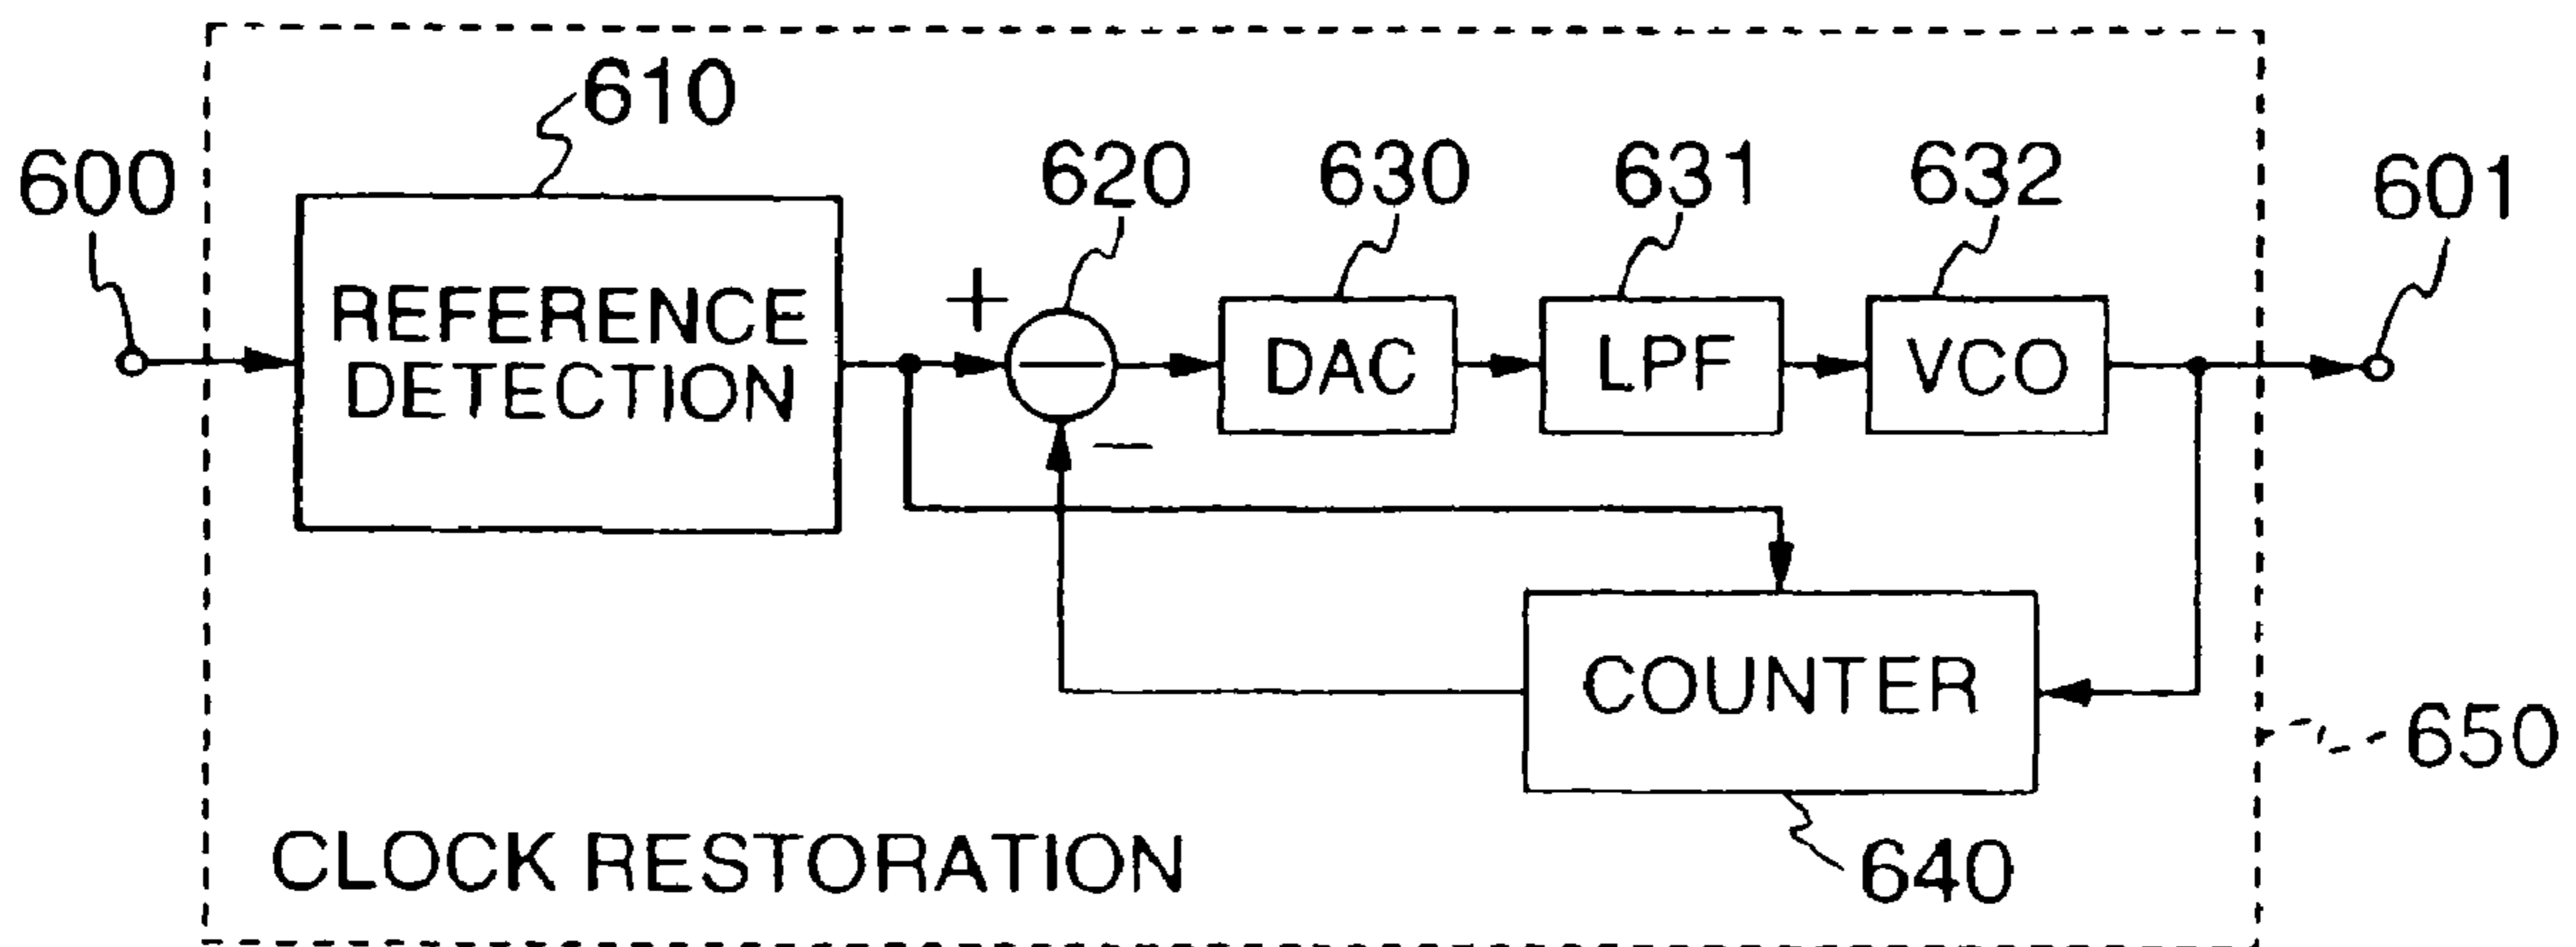 610
620
630
631
632
600
601
REFERENCE
DETECTION
+
−
DAC
LPF
VCO
−
COUNTER
650
CLOCK RESTORATION
640